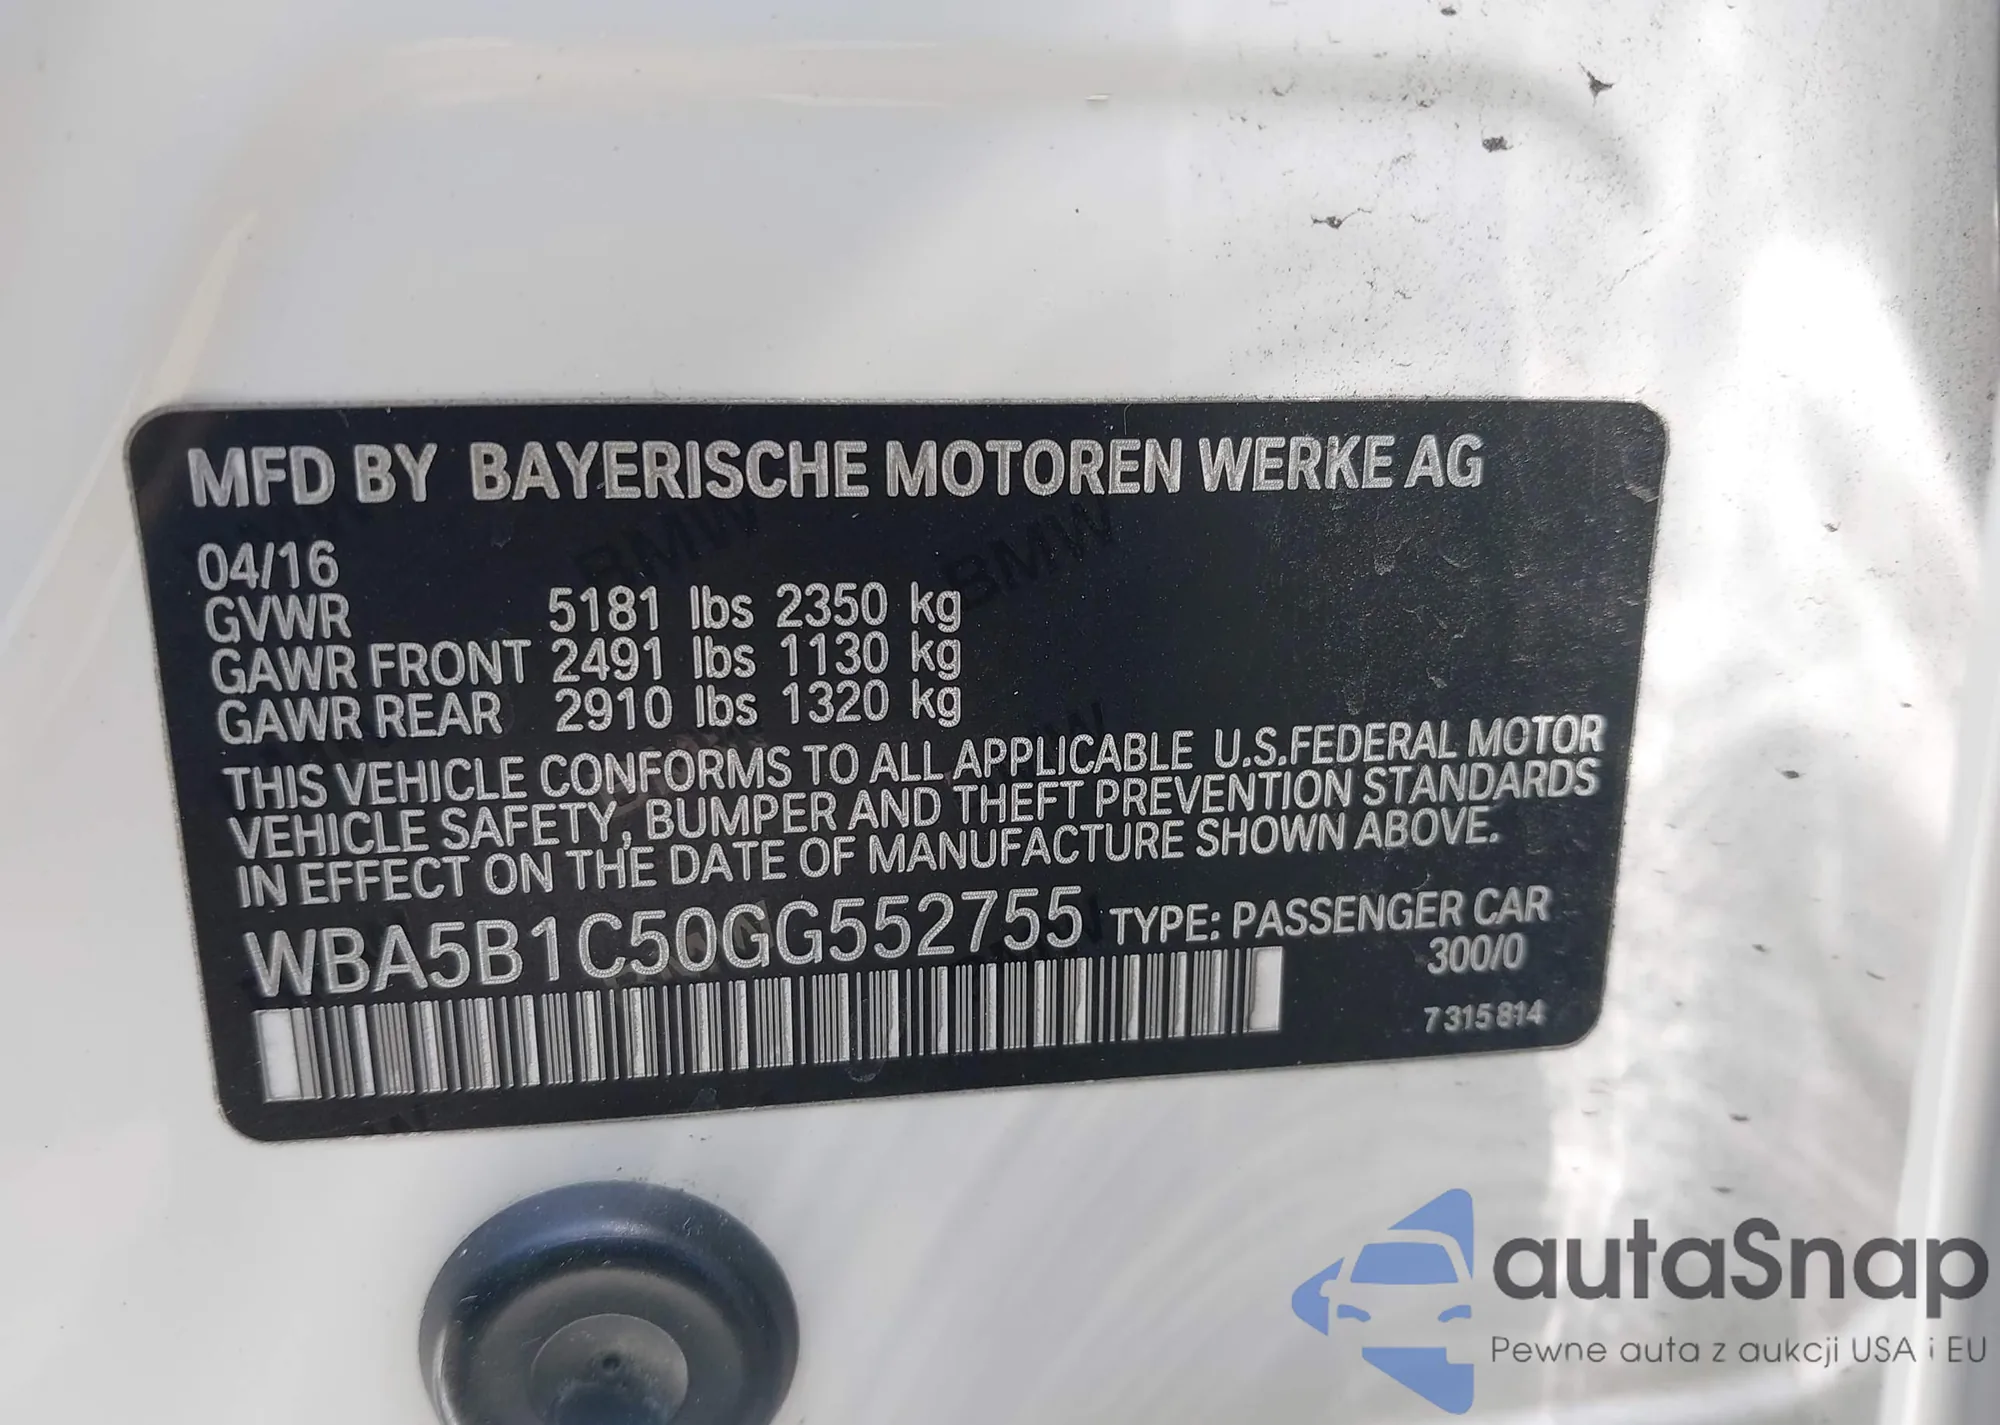 MFD BY BAYERISCHE MOTOREN WERKE AG
04/16
GVWR 5181 lbs 2350 kg
GAWR FRONT 2491 lbs 1130 kg
GAWR REAR 2910 lbs 1320 kg
THIS VEHICLE CONFORMS TO ALL APPLICABLE U.S.FEDERAL MOTOR
VEHICLE SAFETY, BUMPER AND THEFT PREVENTION STANDARDS
IN EFFECT ON THE DATE OF MANUFACTURE SHOWN ABOVE.
WBA5B1C50GG552755 TYPE: PASSENGER CAR
300/0
7 315 814
autaSnap
Pewne auta z aukcji USA i EU